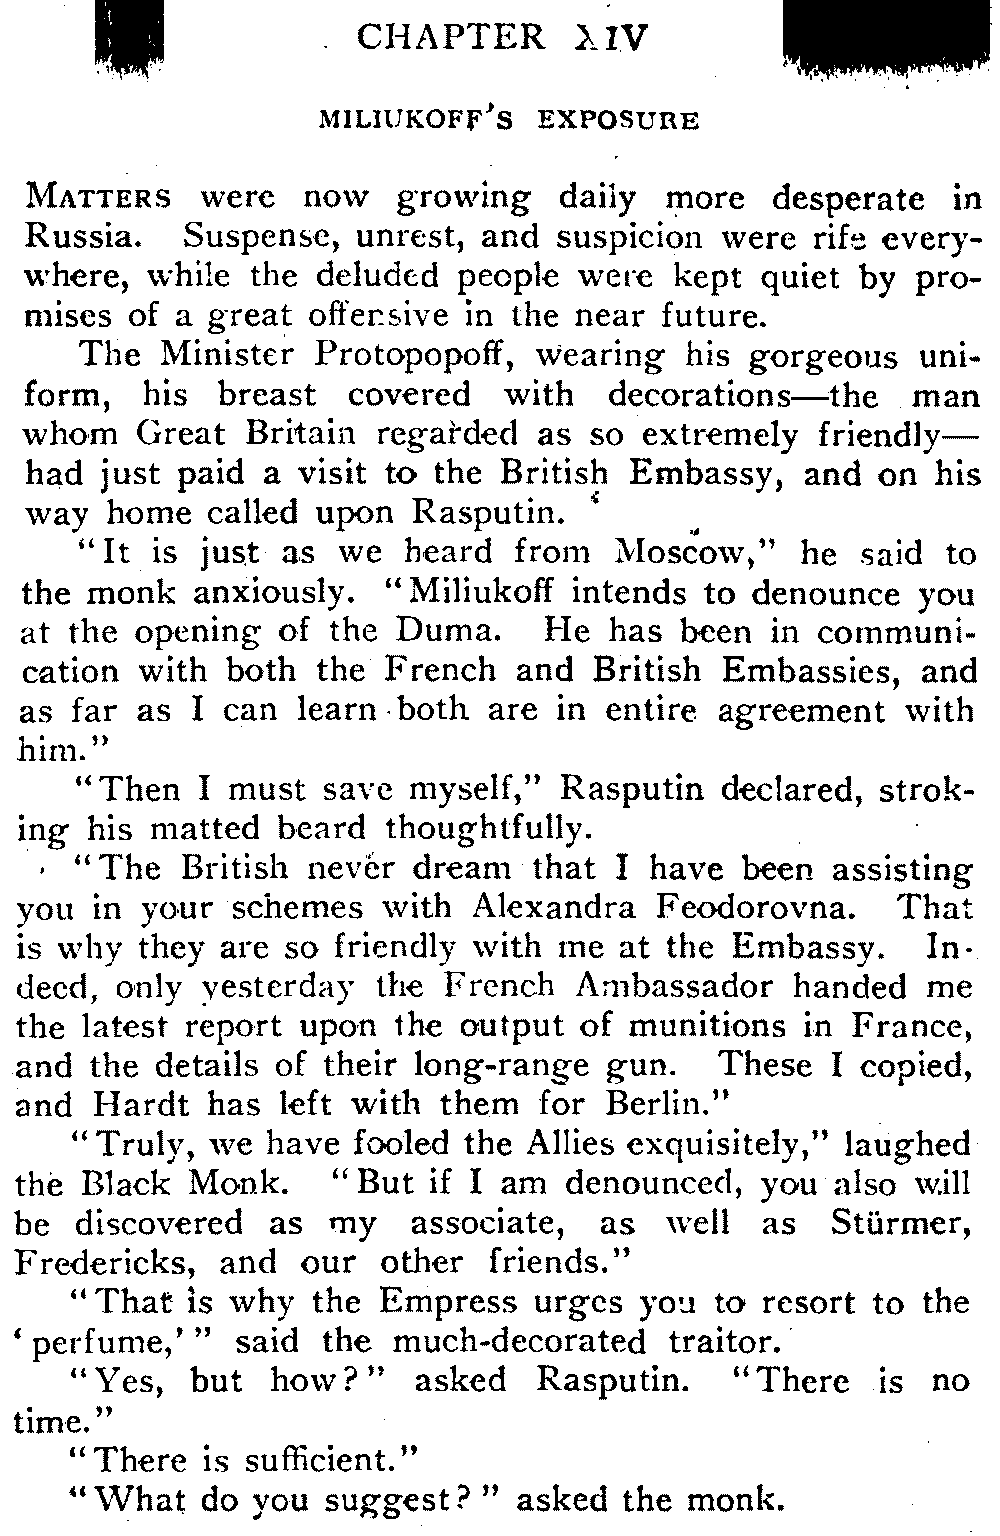 CHAPTER XIV
MILIUKOFF'S EXPOSURE
MATTERS were now growing daily more desperate in
Russia. Suspense, unrest, and suspicion were rife every-
where, while the deluded people were kept quiet by pro-
mises of a great offensive in the near future.
The Minister Protopopoff, wearing his gorgeous uni-
form, his breast covered with decorations—the man
whom Great Britain regarded as so extremely friendly—
had just paid a visit to the British Embassy, and on his
way home called upon Rasputin.
"It is just as we heard from Moscow," he said to
the monk anxiously. "Miliukoff intends to denounce you
at the opening of the Duma. He has been in communi-
cation with both the French and British Embassies, and
as far as I can learn both are in entire agreement with
him."
"Then I must save myself," Rasputin declared, strok-
ing his matted beard thoughtfully.
"The British never dream that I have been assisting
you in your schemes with Alexandra Feodorovna. That
is why they are so friendly with me at the Embassy. In-
deed, only yesterday the French Ambassador handed me
the latest report upon the output of munitions in France,
and the details of their long-range gun. These I copied,
and Hardt has left with them for Berlin."
"Truly, we have fooled the Allies exquisitely," laughed
the Black Monk. "But if I am denounced, you also will
be discovered as my associate, as well as Stürmer,
Fredericks, and our other friends."
"That is why the Empress urges you to resort to the
'perfume,'" said the much-decorated traitor.
"Yes, but how?" asked Rasputin. "There is no
time."
"There is sufficient."
"What do you suggest?" asked the monk.